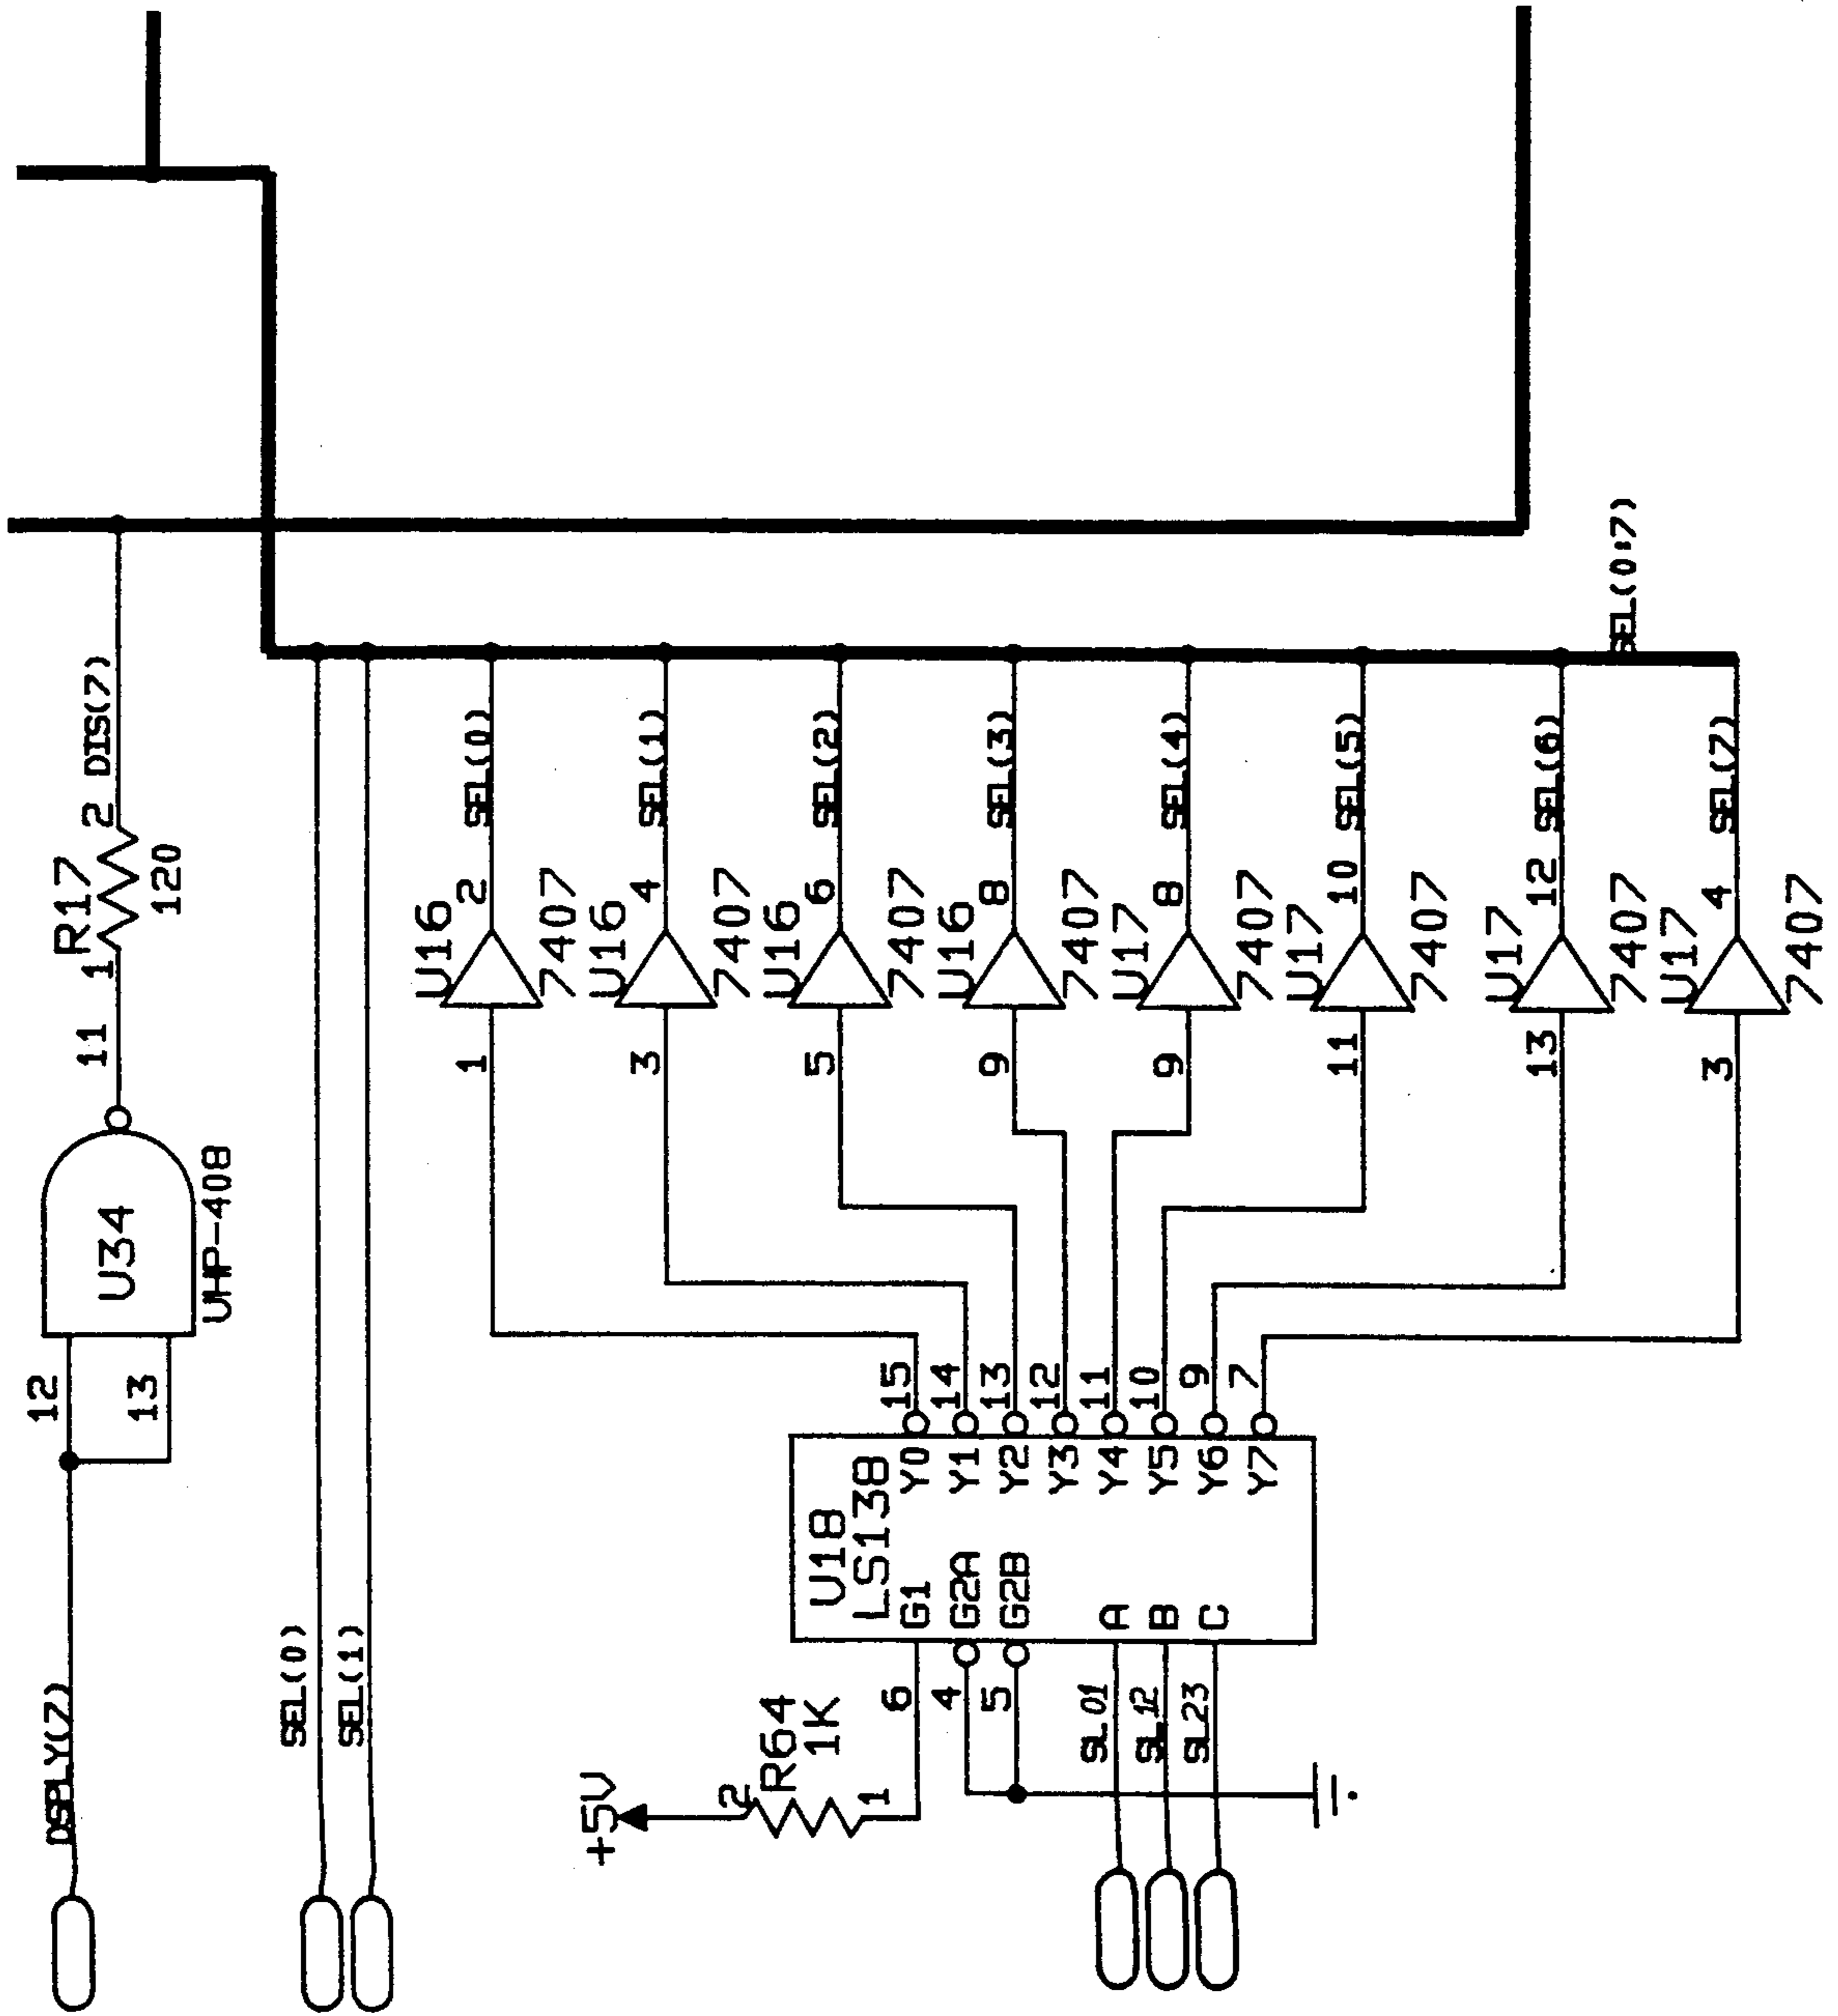 DSPLY(7)
12
13
U34
UHP-408
11
1
R17
2
120
DIS(7)
SEL(0)
SEL(1)
+5V
2
R64
1K
1
6
4
5
SL01
SL12
SL23
U18
LS138
G1
G2A
G2B
A
B
C
Y0
Y1
Y2
Y3
Y4
Y5
Y6
Y7
15
14
13
12
11
10
9
7
1
U16
2
7407
SEL(0)
3
U16
4
7407
SEL(1)
5
U16
6
7407
SEL(2)
9
U16
8
7407
SEL(3)
9
U17
8
7407
SEL(4)
11
U17
10
7407
SEL(5)
13
U17
12
7407
SEL(6)
3
U17
4
7407
SEL(7)
SEL(0:7)